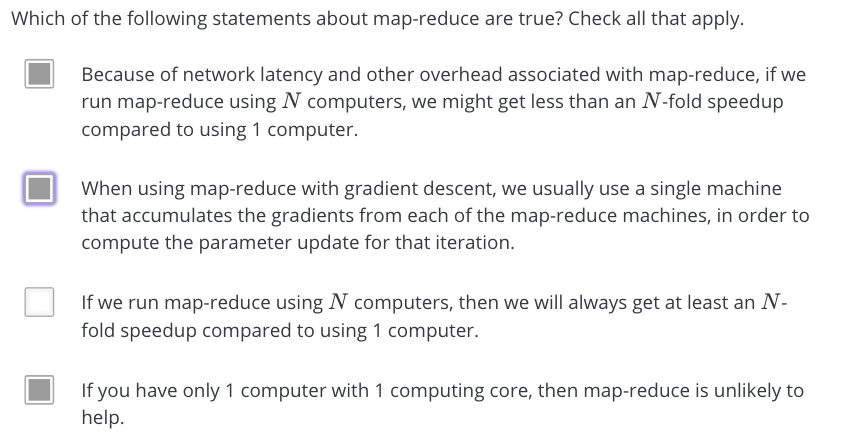 Which of the following statements about map-reduce are true? Check all that apply.
Because of network latency and other overhead associated with map-reduce, if we
run map-reduce using N computers, we might get less than an N-fold speedup
compared to using 1 computer.
When using map-reduce with gradient descent, we usually use a single machine
that accumulates the gradients from each of the map-reduce machines, in order to
compute the parameter update for that iteration.
If we run map-reduce using N computers, then we will always get at least an N-
fold speedup compared to using 1 computer.
If you have only 1 computer with 1 computing core, then map-reduce is unlikely to
help.